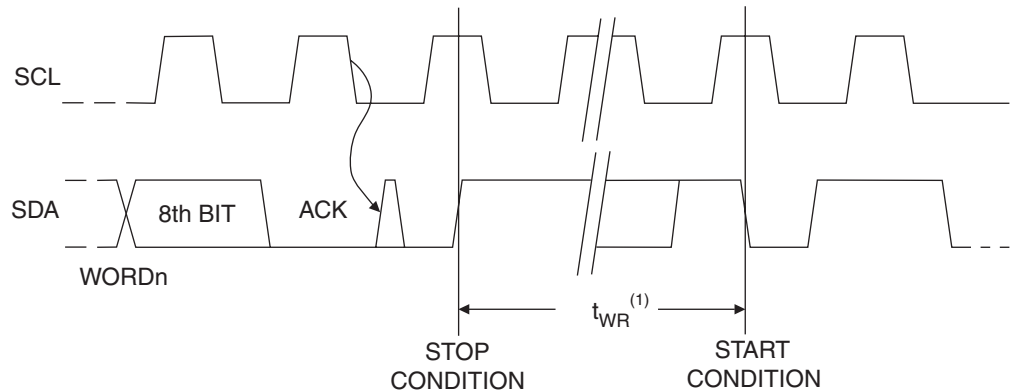 SCL
SDA
8th BIT
ACK
WORDn
tWR(1)
STOP
CONDITION
START
CONDITION